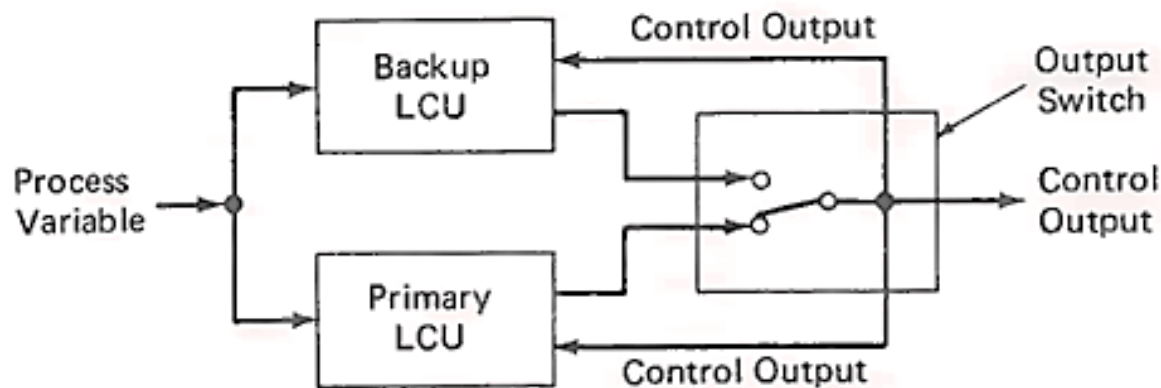 Control Output
Backup
LCU
Output
Switch
Process
Variable
Control
Output
Primary
LCU
Control Output